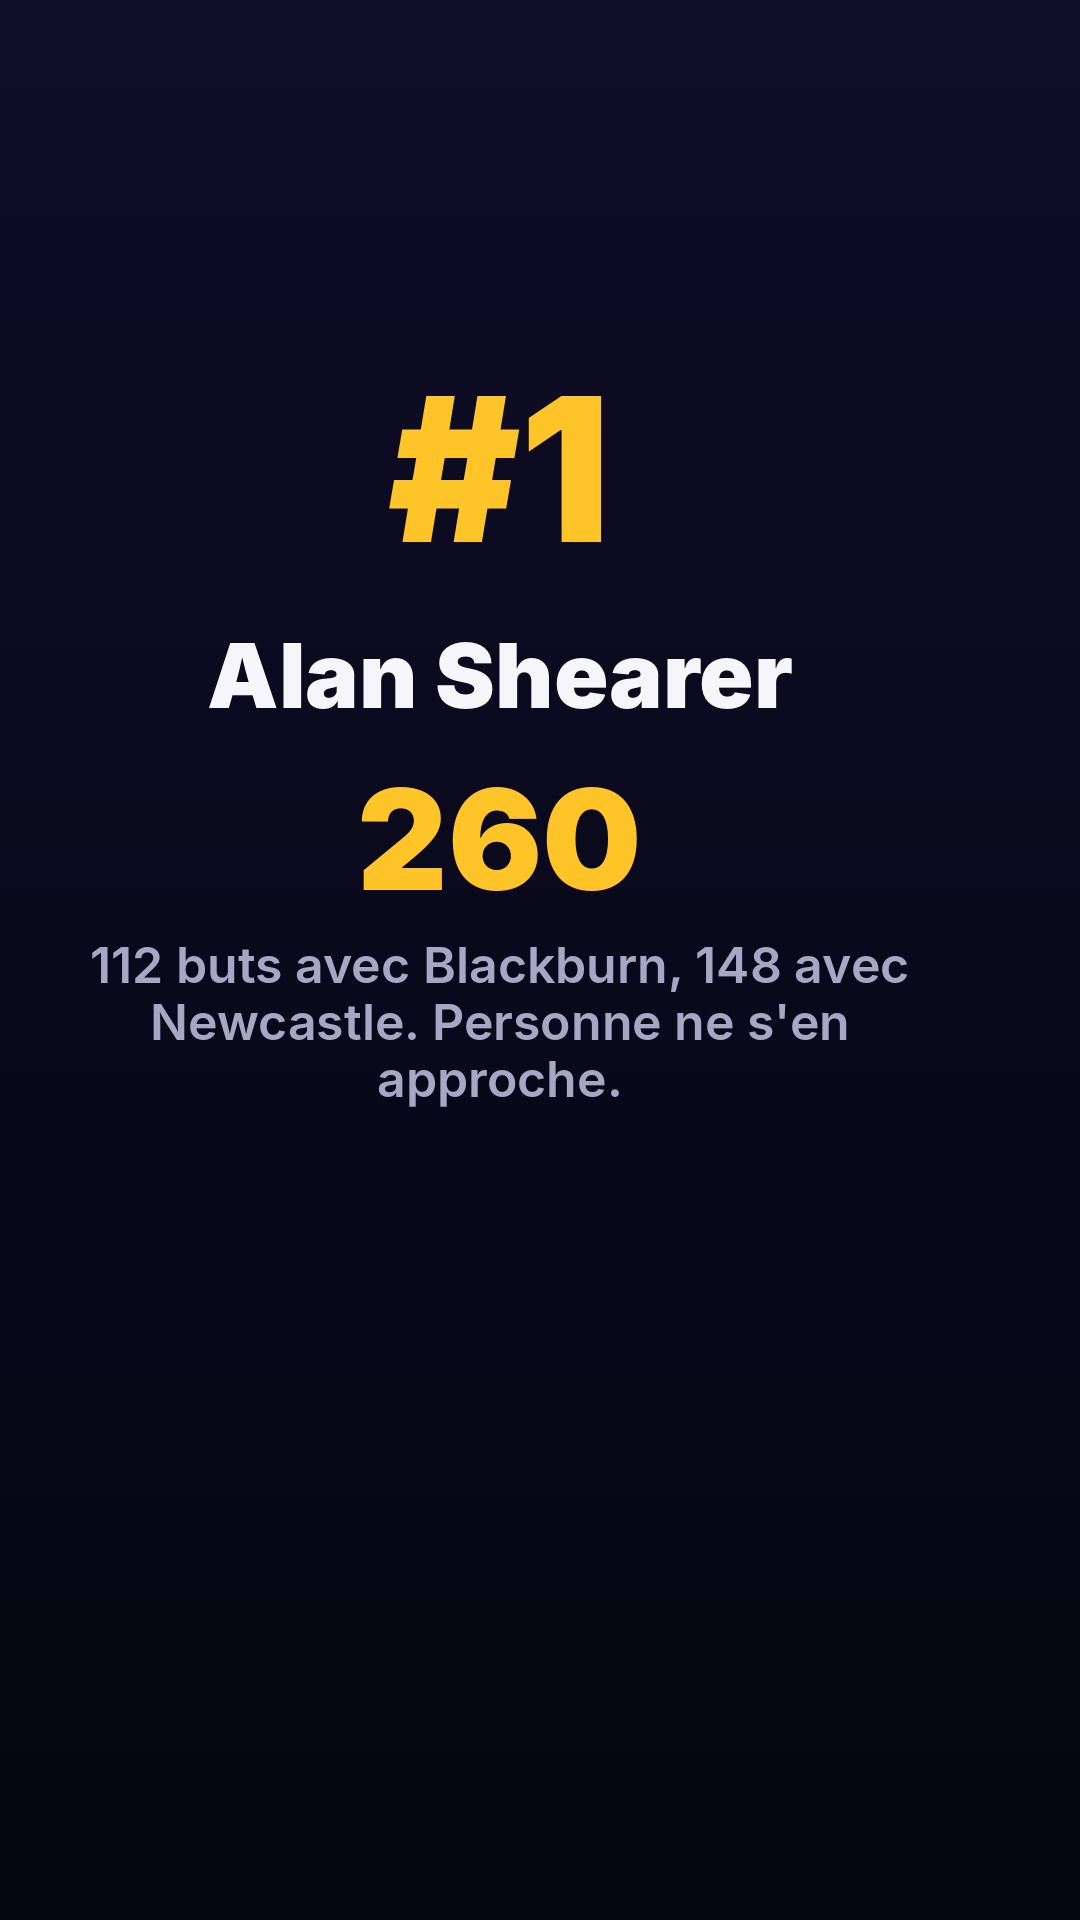 #1
Alan Shearer
260
112 buts avec Blackburn, 148 avec
Newcastle. Personne ne s'en
approche.